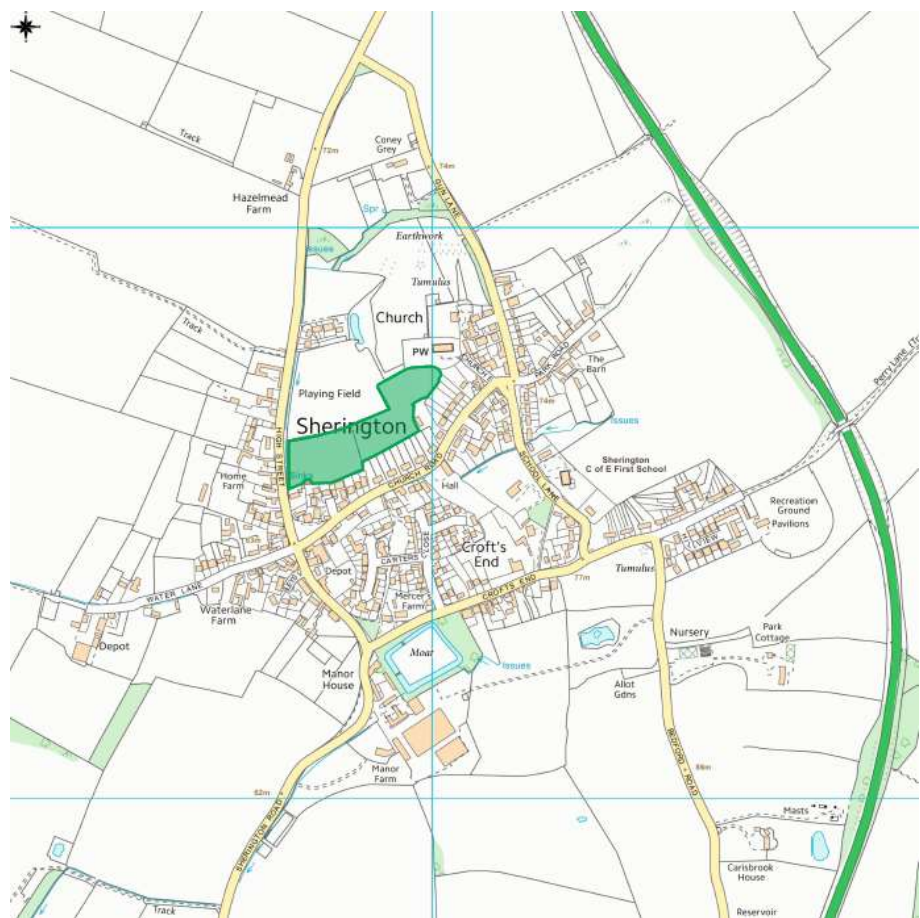 Track
72m
Coney
Grey
74m
GUN LANE
Hazelmead
Farm
Spr
Issues
Earthwork
Tumulus
Track
Church
PW
CHURCH
PARK ROAD
The
Barn
Perry Lane
Playing Field
Sherington
74m
Issues
HIGH STREET
Home
Farm
Sinks
CHURCH ROAD
Hall
SCHOOL LANE
Sherington
C of E First School
Recreation
Ground
Pavilions
VIEW
Croft's
End
CARTERS CLOSE
Depot
WATER LANE
Waterlane
Farm
Mercer's
Farm
CROFTS END
77m
Tumulus
Depot
Moat
Issues
Nursery
Park
Cottage
Manor
House
Allot
Gdns
BEDFORD ROAD
Manor
Farm
62m
SHERINGTON ROAD
Masts
Carisbrook
House
Reservoir
Track